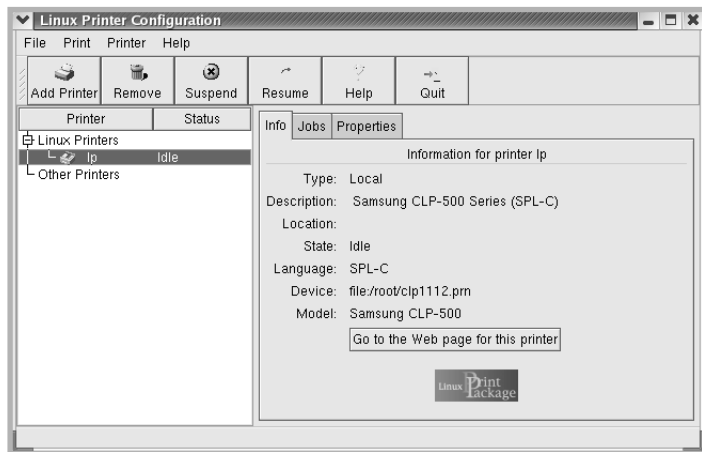 Linux Printer Configuration
File Print Printer Help
Add Printer Remove Suspend Resume Help Quit
Printer Status
Linux Printers
lp Idle
Other Printers
Info Jobs Properties
Information for printer lp
Type: Local
Description: Samsung CLP-500 Series (SPL-C)
Location:
State: Idle
Language: SPL-C
Device: file:/root/clp1112.prn
Model: Samsung CLP-500
Go to the Web page for this printer
Linux Print Package